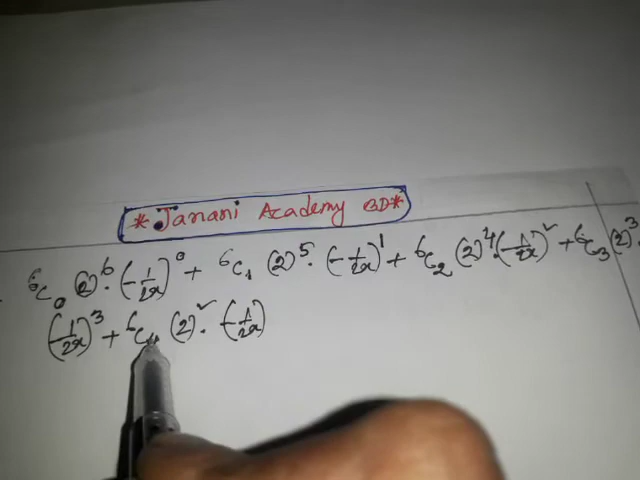 *Janani Academy BD*
⁶C₀ (2)⁶·(-1/2x)⁰ + ⁶C₁ (2)⁵·(-1/2x)¹ + ⁶C₂ (2)⁴·(-1/2x)² + ⁶C₃ (2)³·
(-1/2x)³ + ⁶C₄ (2)²·(-1/2x)